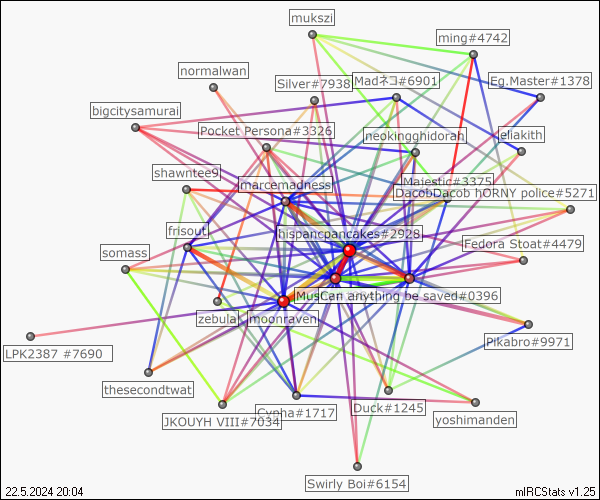 mukszi
ming#4742
normalwan
Silver#7938
Madネコ#6901
Eg.Master#1378
bigcitysamurai
Pocket Persona#3326
neokingghidorah
eliakith
shawntee9
marcemadness
Majestic#3375
DacobDacob hORNY police#5271
frisoutl
hispanicpancakes#2928
somass
Fedora Stoat#4479
MusCan anything be saved#0396
zebula
moonraven
Pikabro#9971
LPK2387 #7690
thesecondtwat
JKOUYH VIII#7034
Cypha#1717
Duck#1245
yoshimanden
Swirly Boi#6154
22.5.2024 20:04
mIRCStats v1.25